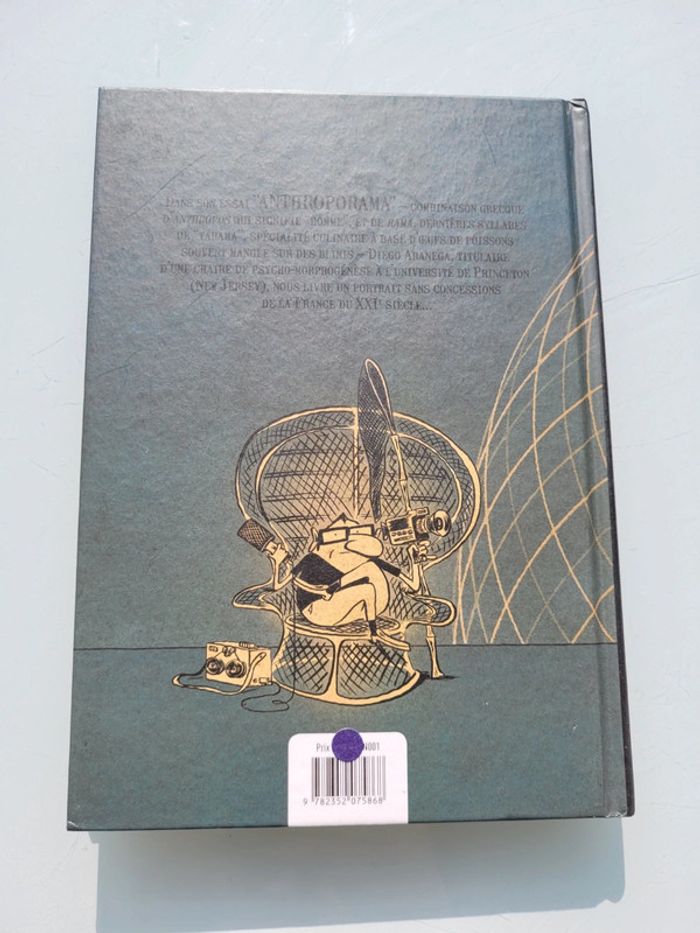 Dans son essai "ANTHROPORAMA" – combinaison grecque
d'anthropos qui signifie "homme", et de rama, dernières syllabes
de "tarama", spécialité culinaire à base d'œufs de poissons
souvent mangée sur des blinis – Diego Aranega, titulaire
d'une chaire de psycho-morphogenèse à l'université de Princeton
(New Jersey), nous livre un portrait sans concessions
de la France du XXIe siècle...
Prix N001
9 782352 075868